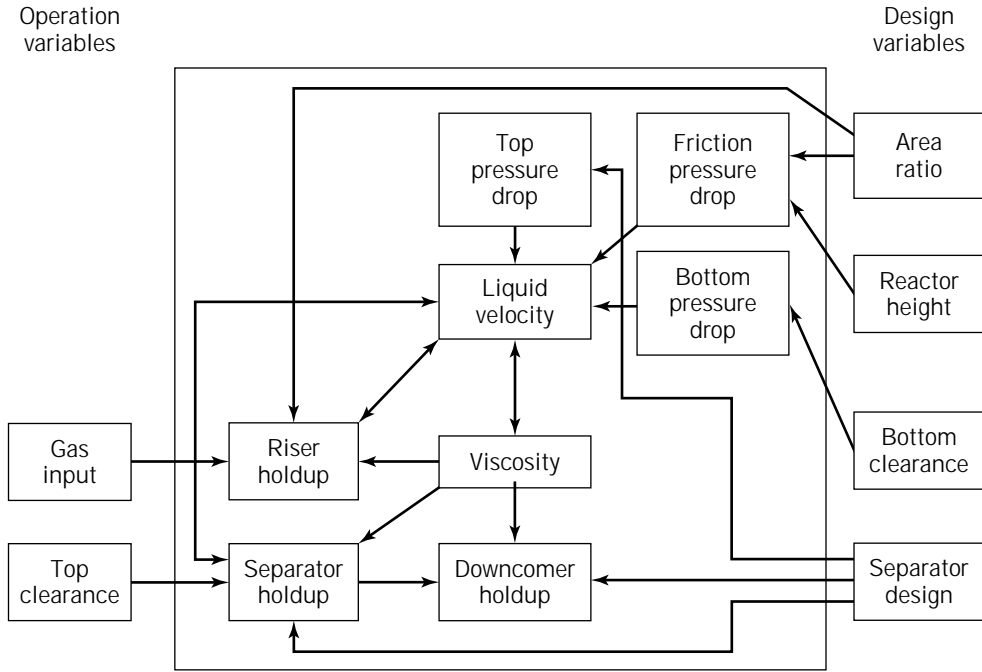 Operation
variables
Design
variables
Top
pressure
drop
Friction
pressure
drop
Area
ratio
Liquid
velocity
Bottom
pressure
drop
Reactor
height
Gas
input
Riser
holdup
Viscosity
Bottom
clearance
Top
clearance
Separator
holdup
Downcomer
holdup
Separator
design